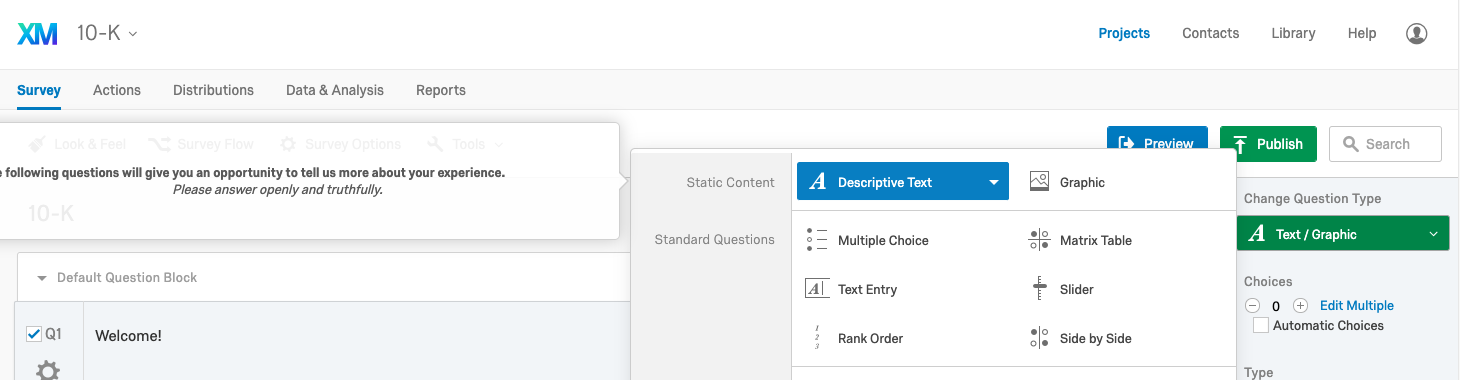 XM 10-K
Projects Contacts Library Help
Survey Actions Distributions Data & Analysis Reports
Look & Feel Survey Flow Survey Options Tools
Preview Publish Search
following questions will give you an opportunity to tell us more about your experience.
Please answer openly and truthfully.
10-K
Static Content
A Descriptive Text
Graphic
Change Question Type
A Text / Graphic
Standard Questions
Multiple Choice
Matrix Table
Text Entry
Slider
Rank Order
Side by Side
Default Question Block
Q1 Welcome!
Choices
0 Edit Multiple
Automatic Choices
Type